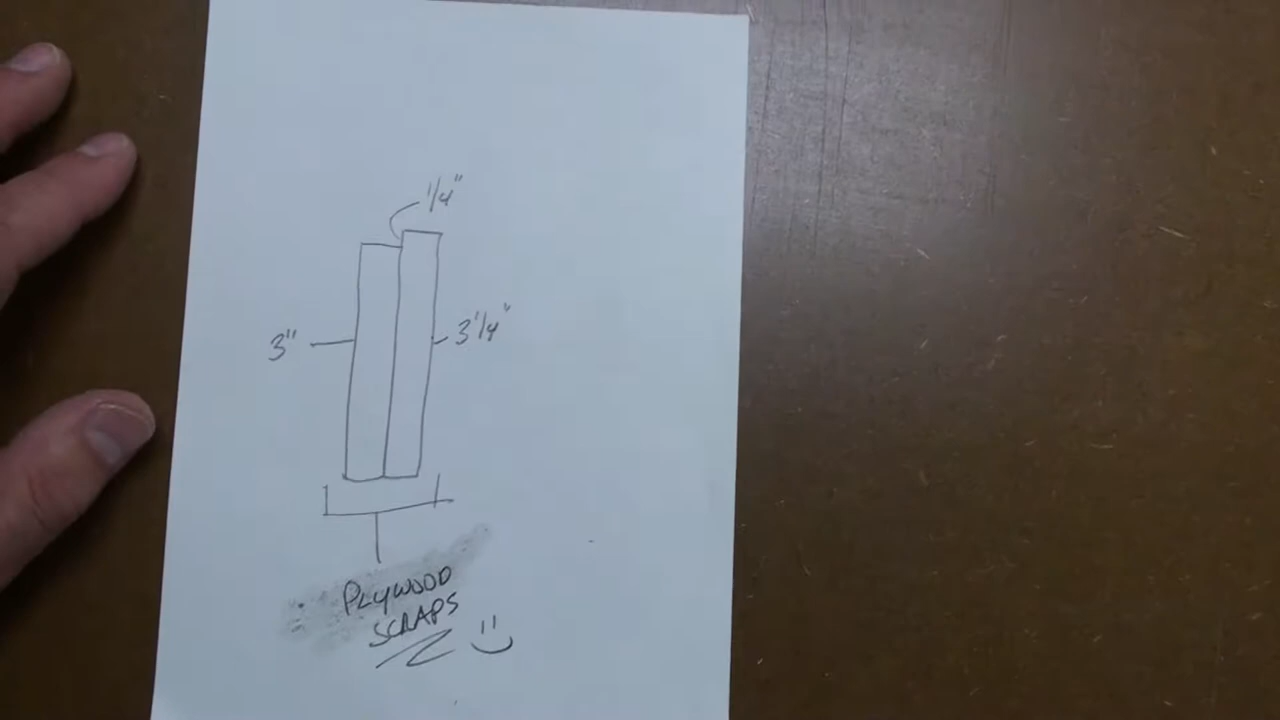 1/4"
3"
3 1/4"
PLYWOOD
SCRAPS